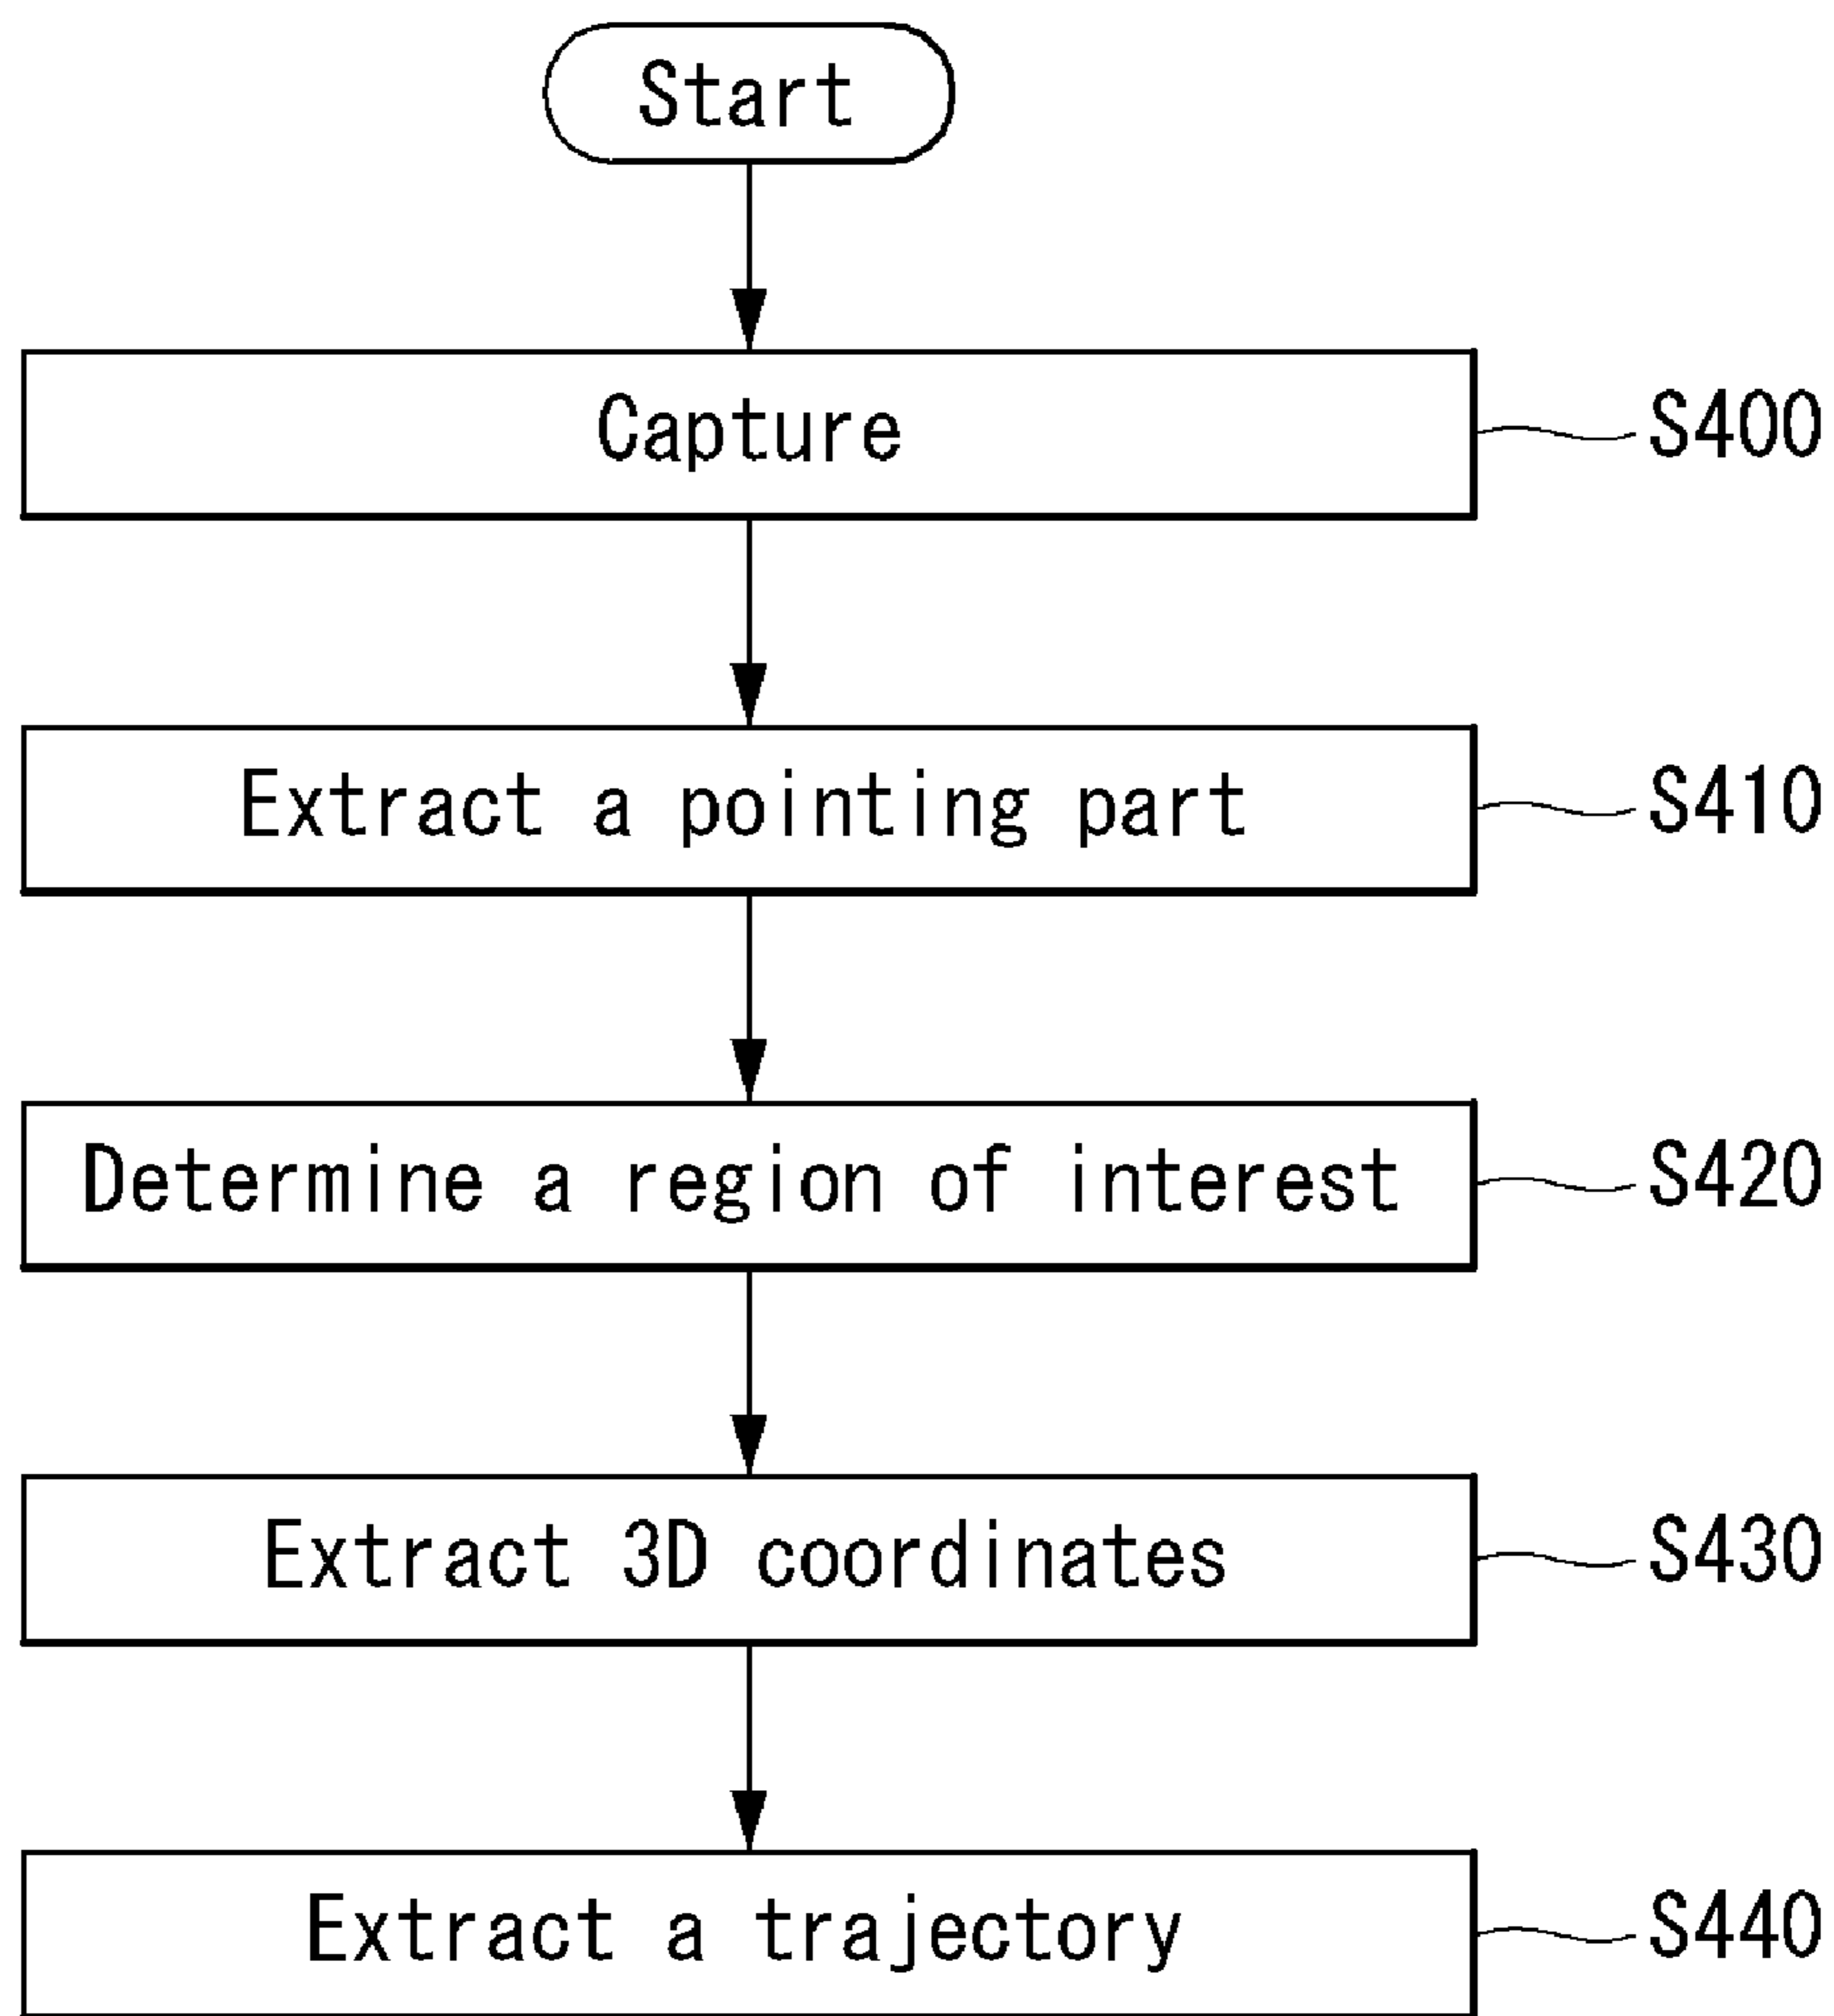 Start
Capture
S400
Extract a pointing part
S410
Determine a region of interest
S420
Extract 3D coordinates
S430
Extract a trajectory
S440